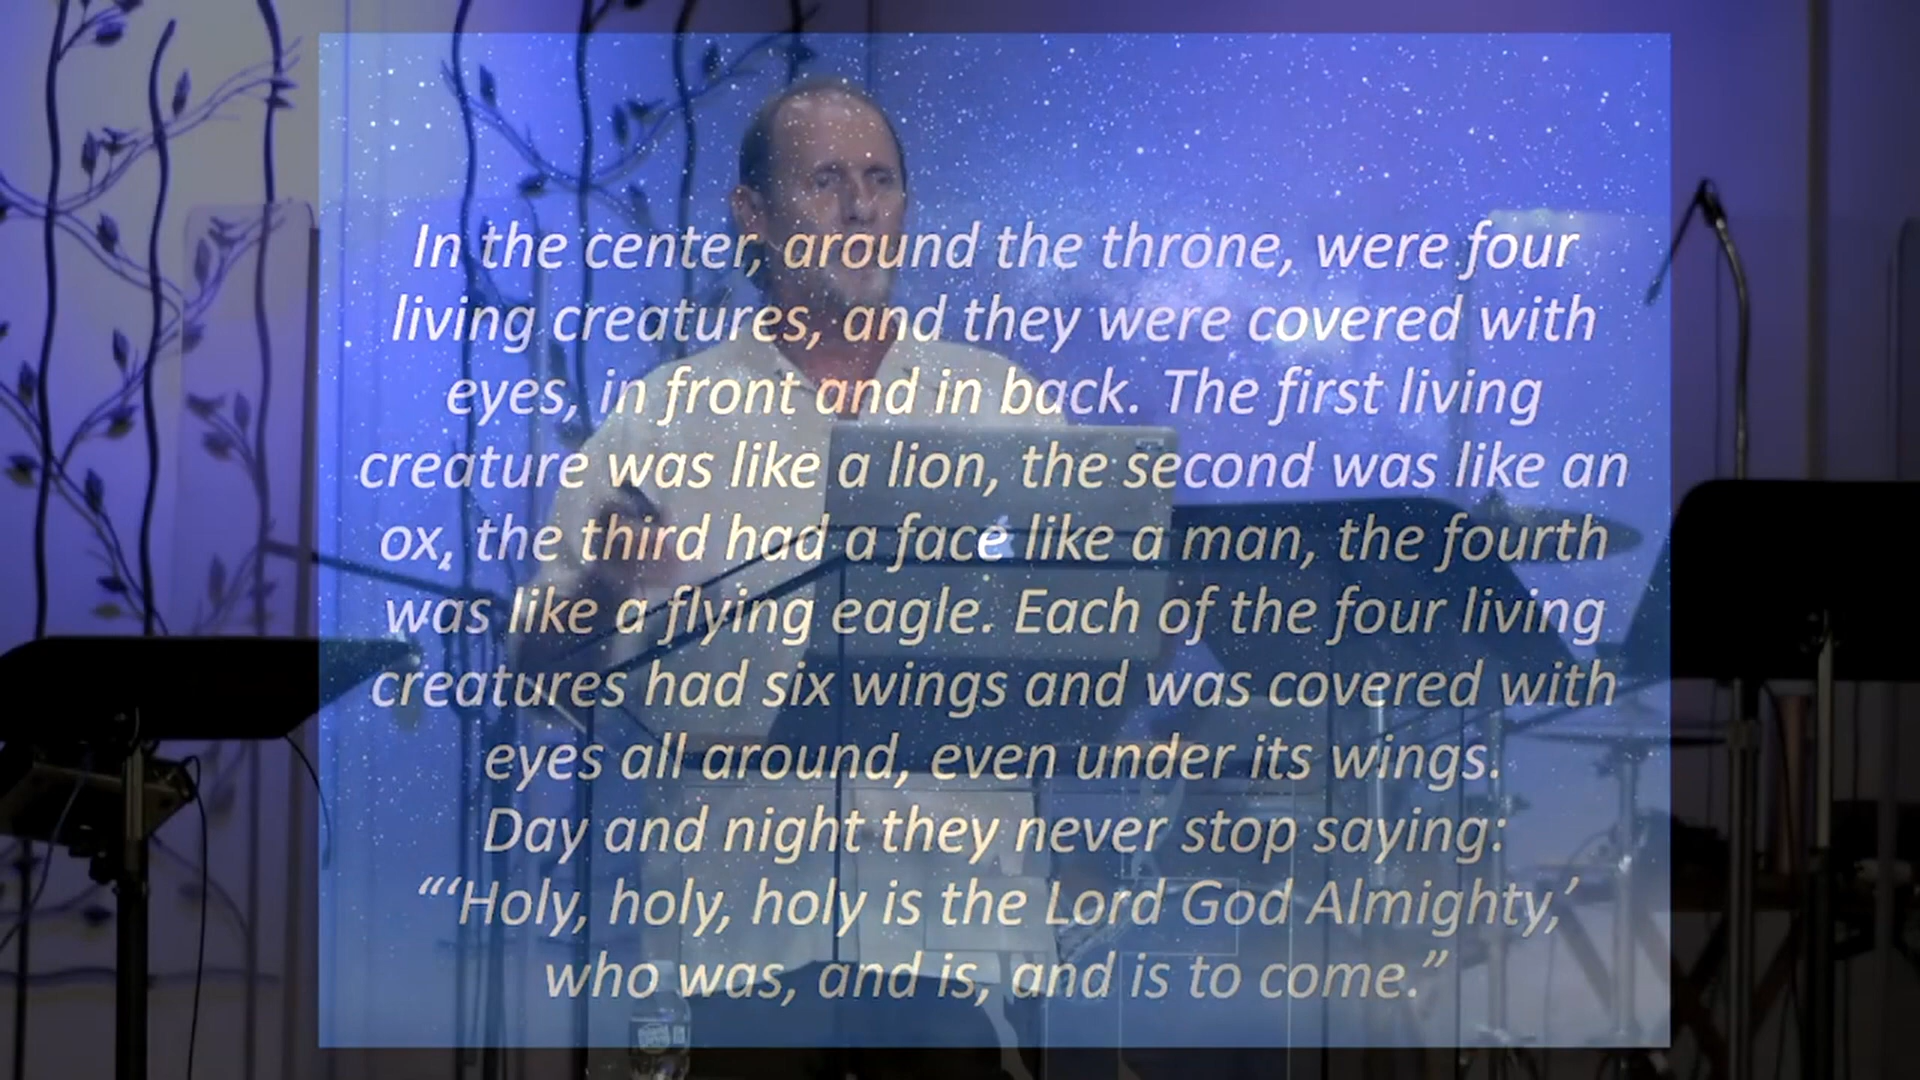 In the center, around the throne, were four
living creatures, and they were covered with
eyes, in front and in back. The first living
creature was like a lion, the second was like an
ox, the third had a face like a man, the fourth
was like a flying eagle. Each of the four living
creatures had six wings and was covered with
eyes all around, even under its wings.
Day and night they never stop saying:
“‘Holy, holy, holy is the Lord God Almighty,’
who was, and is, and is to come.”